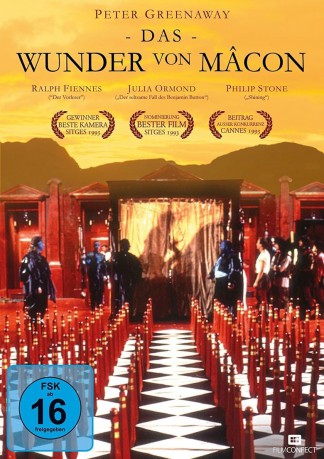 PETER GREENAWAY
- DAS -
WUNDER VON MÂCON
RALPH FIENNES JULIA ORMOND PHILIP STONE
("Der Vorleser") („Der seltsame Fall des Benjamin Button“) („Shining“)
GEWINNER
BESTE KAMERA
SITGES 1993
NOMINIERUNG
BESTER FILM
SITGES 1993
BEITRAG
AUSSER KONKURRENZ
CANNES 1993
FSK
ab
16
freigegeben
FILMCONFECT